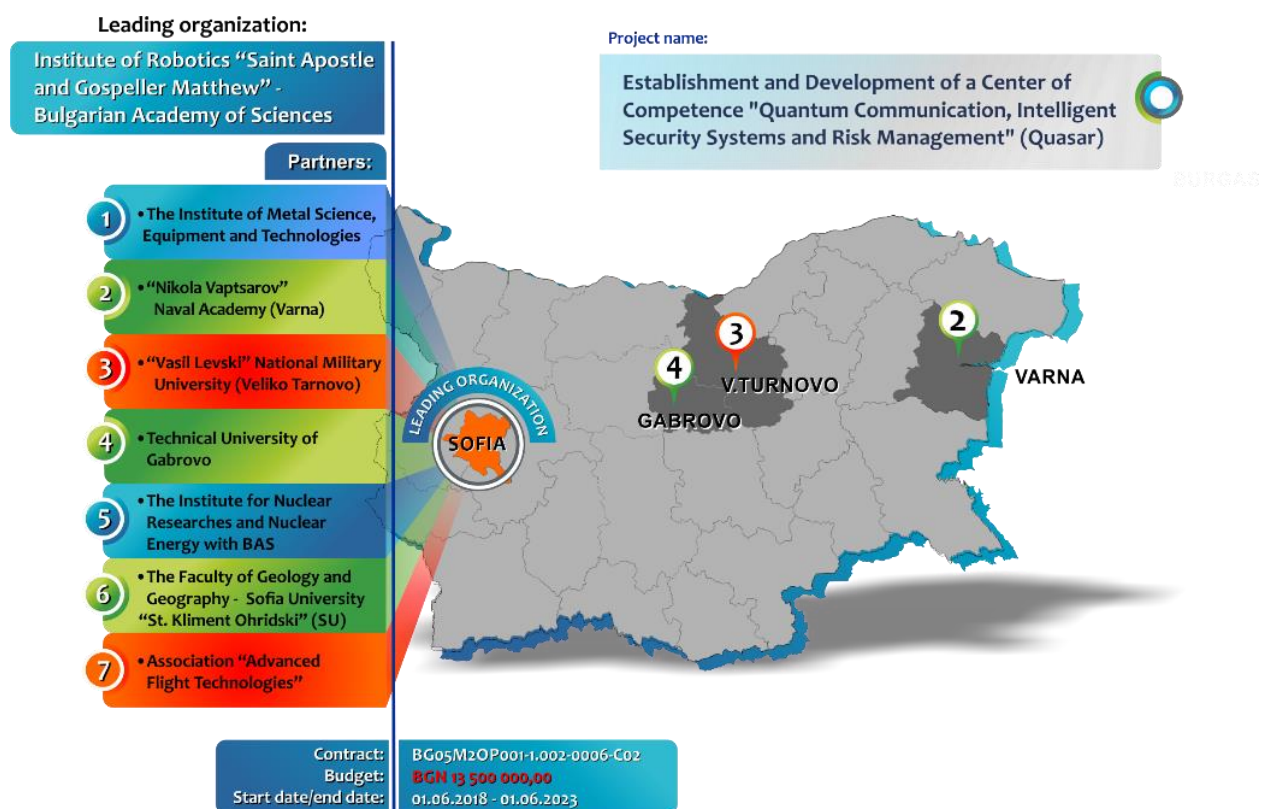 Leading organization:
Institute of Robotics “Saint Apostle
and Gospeller Matthew” -
Bulgarian Academy of Sciences
Project name:
Establishment and Development of a Center of
Competence "Quantum Communication, Intelligent
Security Systems and Risk Management" (Quasar)
BURGAS
Partners:
1
•The Institute of Metal Science,
Equipment and Technologies
2
•“Nikola Vaptsarov”
Naval Academy (Varna)
3
•“Vasil Levski” National Military
University (Veliko Tarnovo)
4
•Technical University of
Gabrovo
5
•The Institute for Nuclear
Researches and Nuclear
Energy with BAS
6
•The Faculty of Geology and
Geography - Sofia University
“St. Kliment Ohridski” (SU)
7
•Association “Advanced
Flight Technologies”
LEADING ORGANIZATION
SOFIA
4
GABROVO
3
V.TURNOVO
2
VARNA
Contract: BG05M2OP001-1.002-0006-C02
Budget: BGN 13 500 000,00
Start date/end date: 01.06.2018 - 01.06.2023